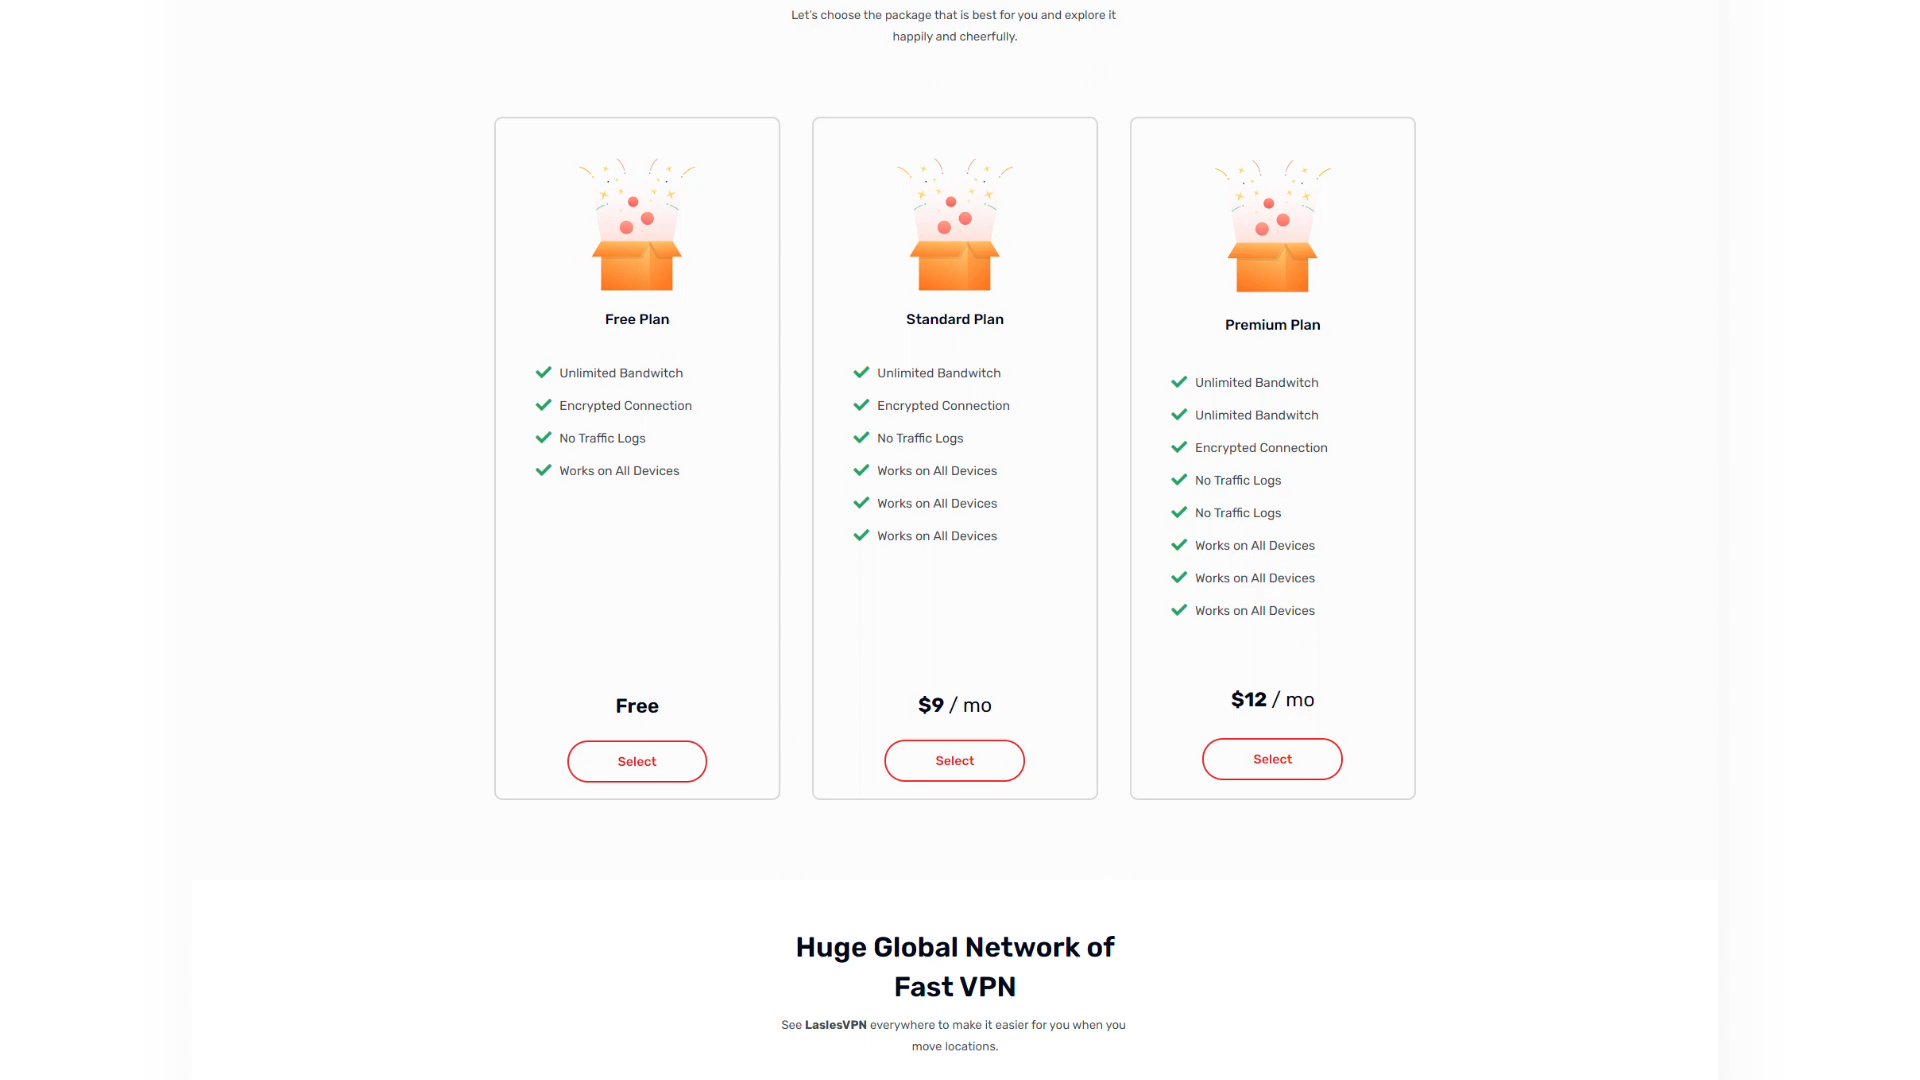 Let's choose the package that is best for you and explore it
happily and cheerfully.
Free Plan
Unlimited Bandwitch
Encrypted Connection
No Traffic Logs
Works on All Devices
Free
Select
Standard Plan
Unlimited Bandwitch
Encrypted Connection
No Traffic Logs
Works on All Devices
Works on All Devices
Works on All Devices
$9 / mo
Select
Premium Plan
Unlimited Bandwitch
Unlimited Bandwitch
Encrypted Connection
No Traffic Logs
No Traffic Logs
Works on All Devices
Works on All Devices
Works on All Devices
$12 / mo
Select
Huge Global Network of
Fast VPN
See LaslesVPN everywhere to make it easier for you when you
move locations.